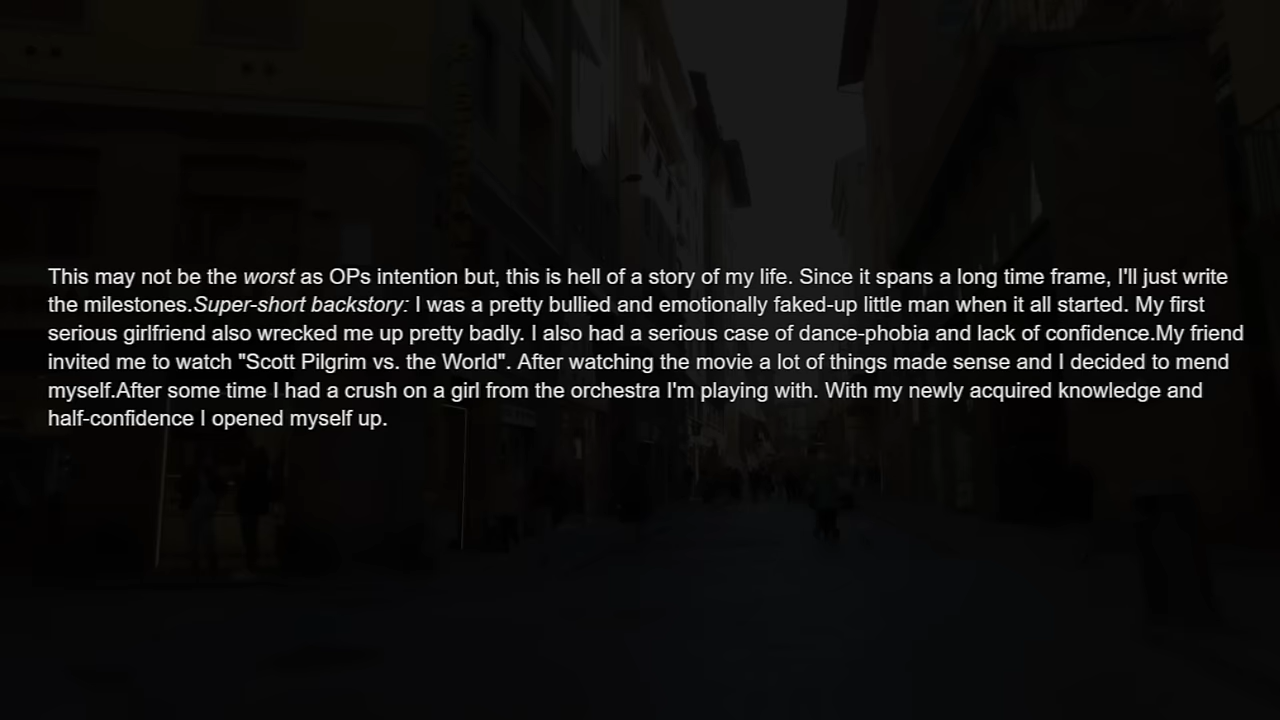 This may not be the worst as OPs intention but, this is hell of a story of my life. Since it spans a long time frame, I'll just write
the milestones.Super-short backstory: I was a pretty bullied and emotionally faked-up little man when it all started. My first
serious girlfriend also wrecked me up pretty badly. I also had a serious case of dance-phobia and lack of confidence.My friend
invited me to watch "Scott Pilgrim vs. the World". After watching the movie a lot of things made sense and I decided to mend
myself.After some time I had a crush on a girl from the orchestra I'm playing with. With my newly acquired knowledge and
half-confidence I opened myself up.